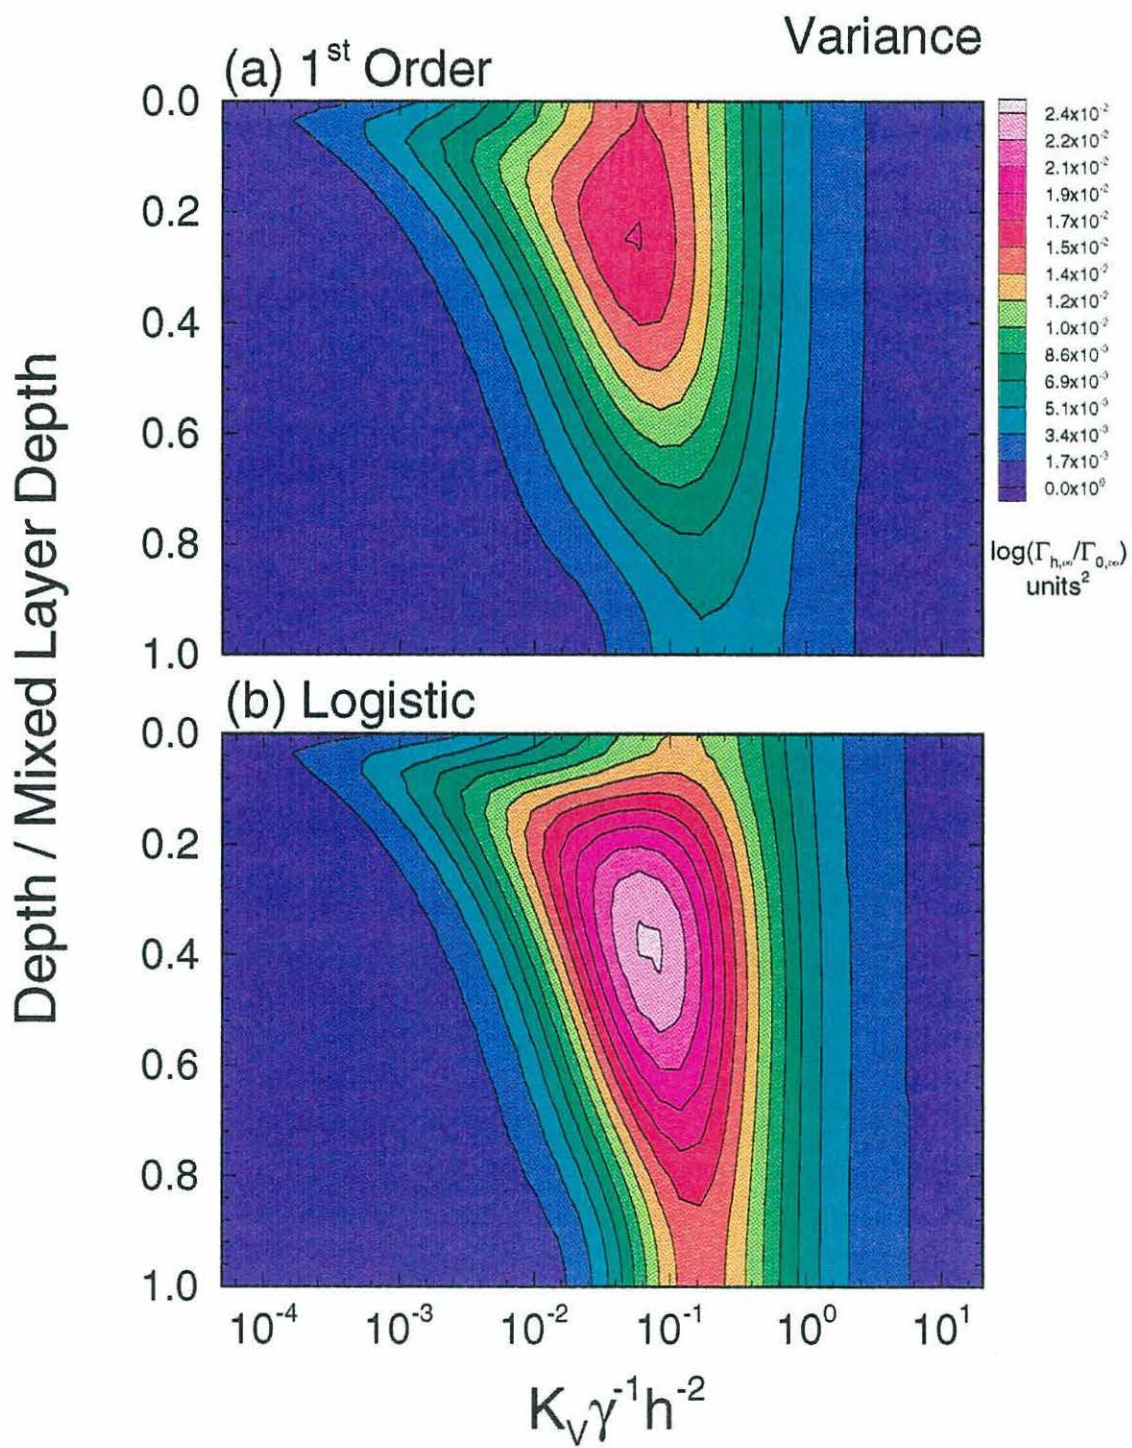 Variance
(a) 1ˢᵗ Order
0.0
0.2
0.4
0.6
0.8
1.0
2.4x10⁻²
2.2x10⁻²
2.1x10⁻²
1.9x10⁻²
1.7x10⁻²
1.5x10⁻²
1.4x10⁻²
1.2x10⁻²
1.0x10⁻²
8.6x10⁻³
6.9x10⁻³
5.1x10⁻³
3.4x10⁻³
1.7x10⁻³
0.0x10⁰
log(Γh,∞/Γ0,∞)
units²
Depth / Mixed Layer Depth
(b) Logistic
0.0
0.2
0.4
0.6
0.8
1.0
10⁻⁴ 10⁻³ 10⁻² 10⁻¹ 10⁰ 10¹
KVγ⁻¹h⁻²